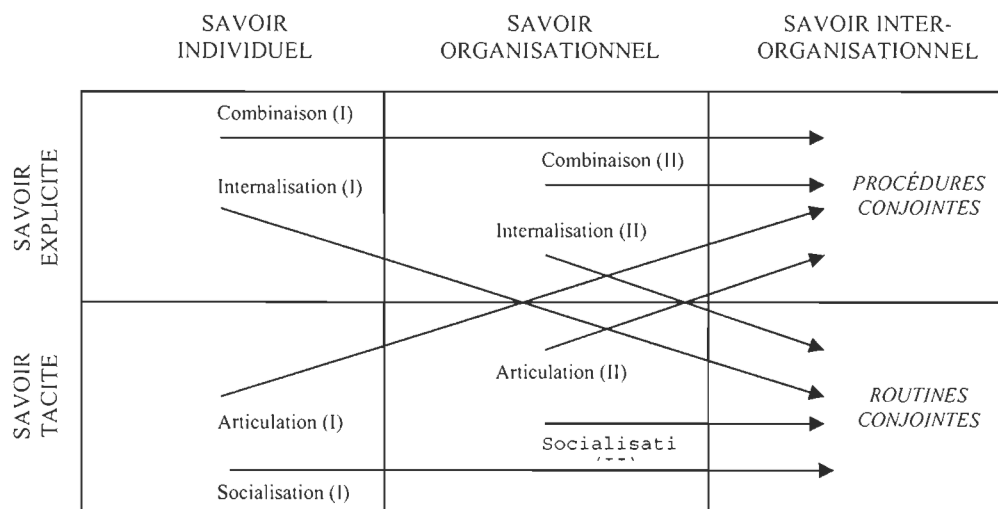 SAVOIR
INDIVIDUEL
SAVOIR
ORGANISATIONNEL
SAVOIR INTER-
ORGANISATIONNEL
SAVOIR
EXPLICITE
Combinaison (I)
Combinaison (II)
Internalisation (I)
PROCÉDURES
CONJOINTES
Internalisation (II)
SAVOIR
TACITE
Articulation (II)
Articulation (I)
ROUTINES
CONJOINTES
Socialisati
Socialisation (I)